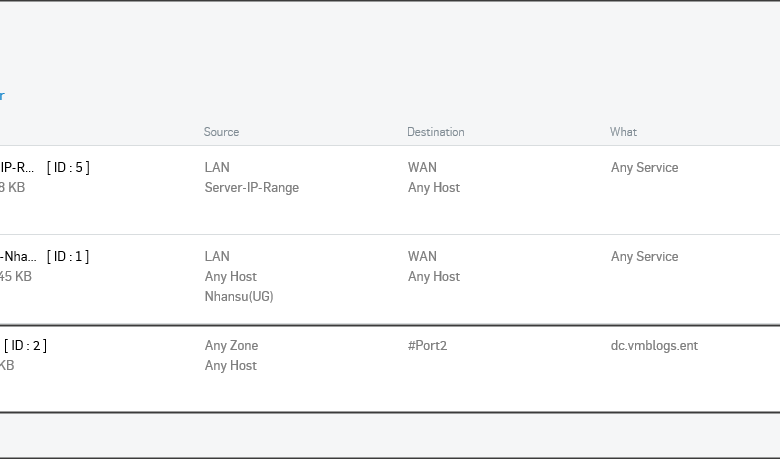 r
Source Destination What
IP-R... [ ID : 5 ] LAN WAN Any Service
8 KB Server-IP-Range Any Host
-Nha... [ ID : 1 ] LAN WAN Any Service
45 KB Any Host Any Host
Nhansu(UG)
[ ID : 2 ] Any Zone #Port2 dc.vmblogs.ent
KB Any Host